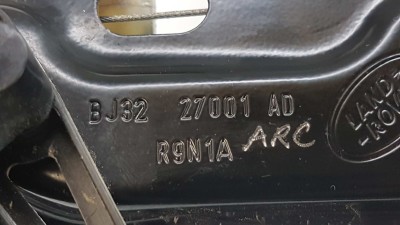 BJ32 27001 AD
R9N1A ARC
LAND-
-ROVER